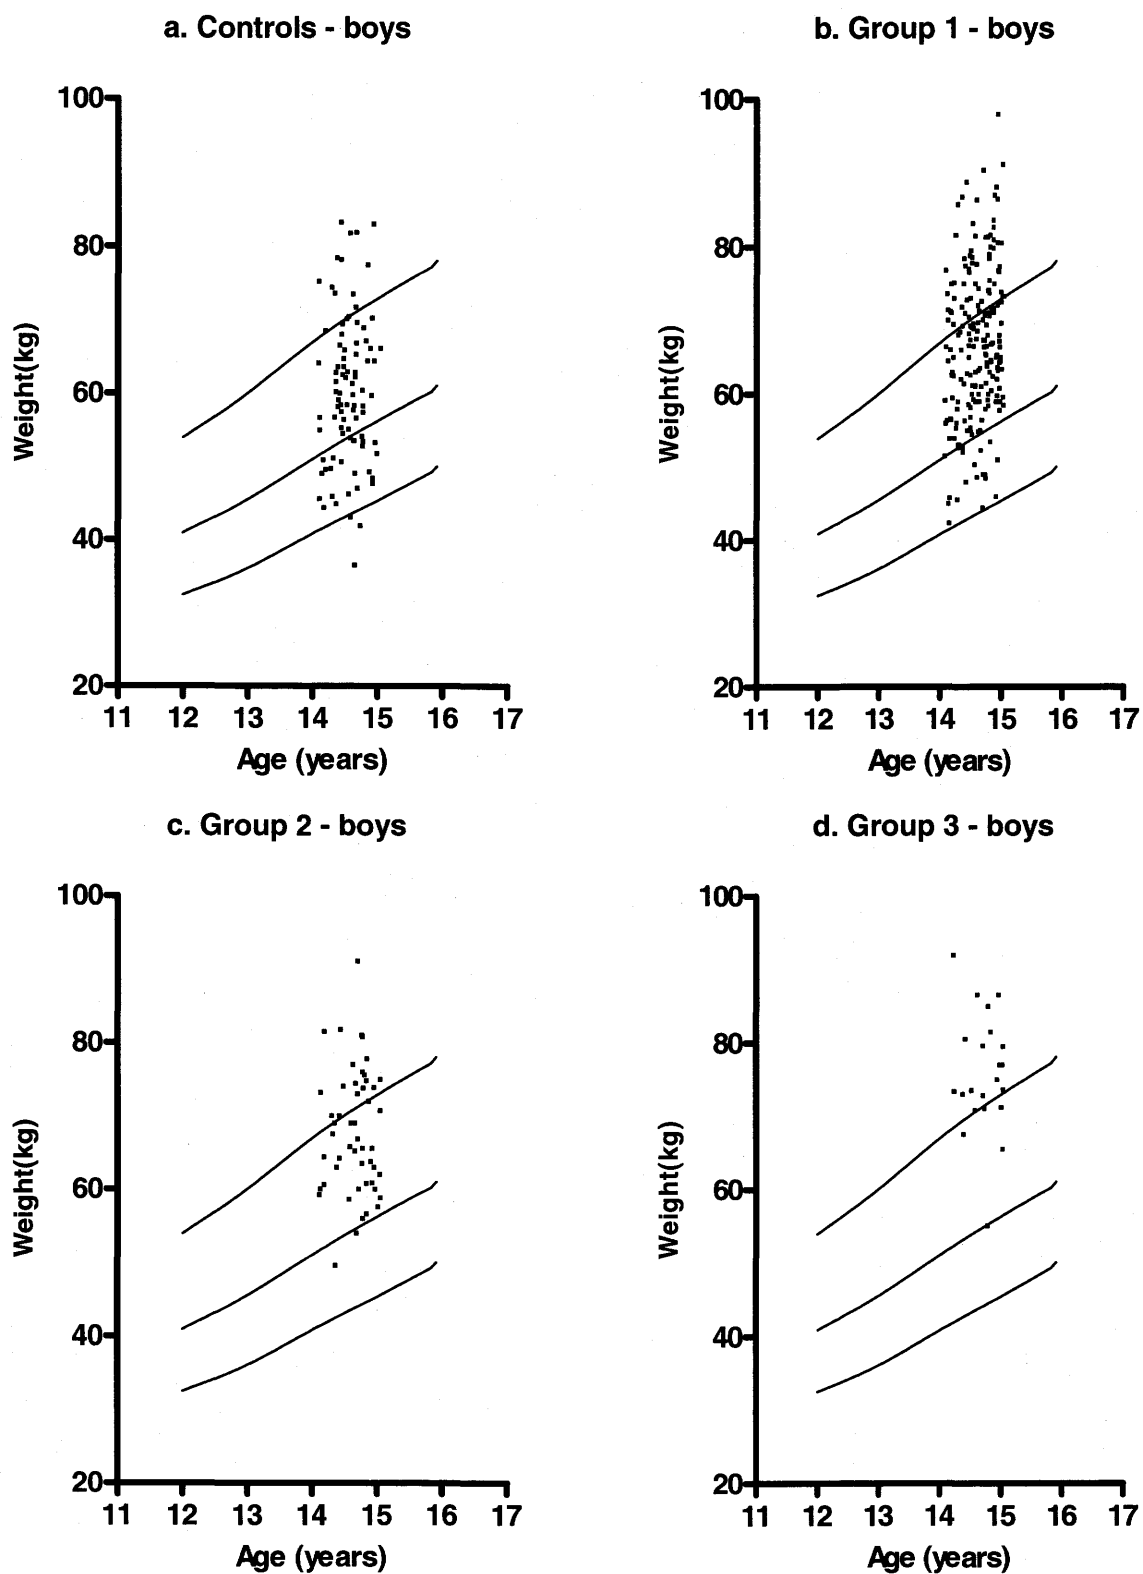 a. Controls - boys
b. Group 1 - boys
Weight(kg)
100
80
60
40
20
11 12 13 14 15 16 17
Age (years)
Weight(kg)
100
80
60
40
20
11 12 13 14 15 16 17
Age (years)
c. Group 2 - boys
d. Group 3 - boys
Weight(kg)
100
80
60
40
20
11 12 13 14 15 16 17
Age (years)
Weight(kg)
100
80
60
40
20
11 12 13 14 15 16 17
Age (years)